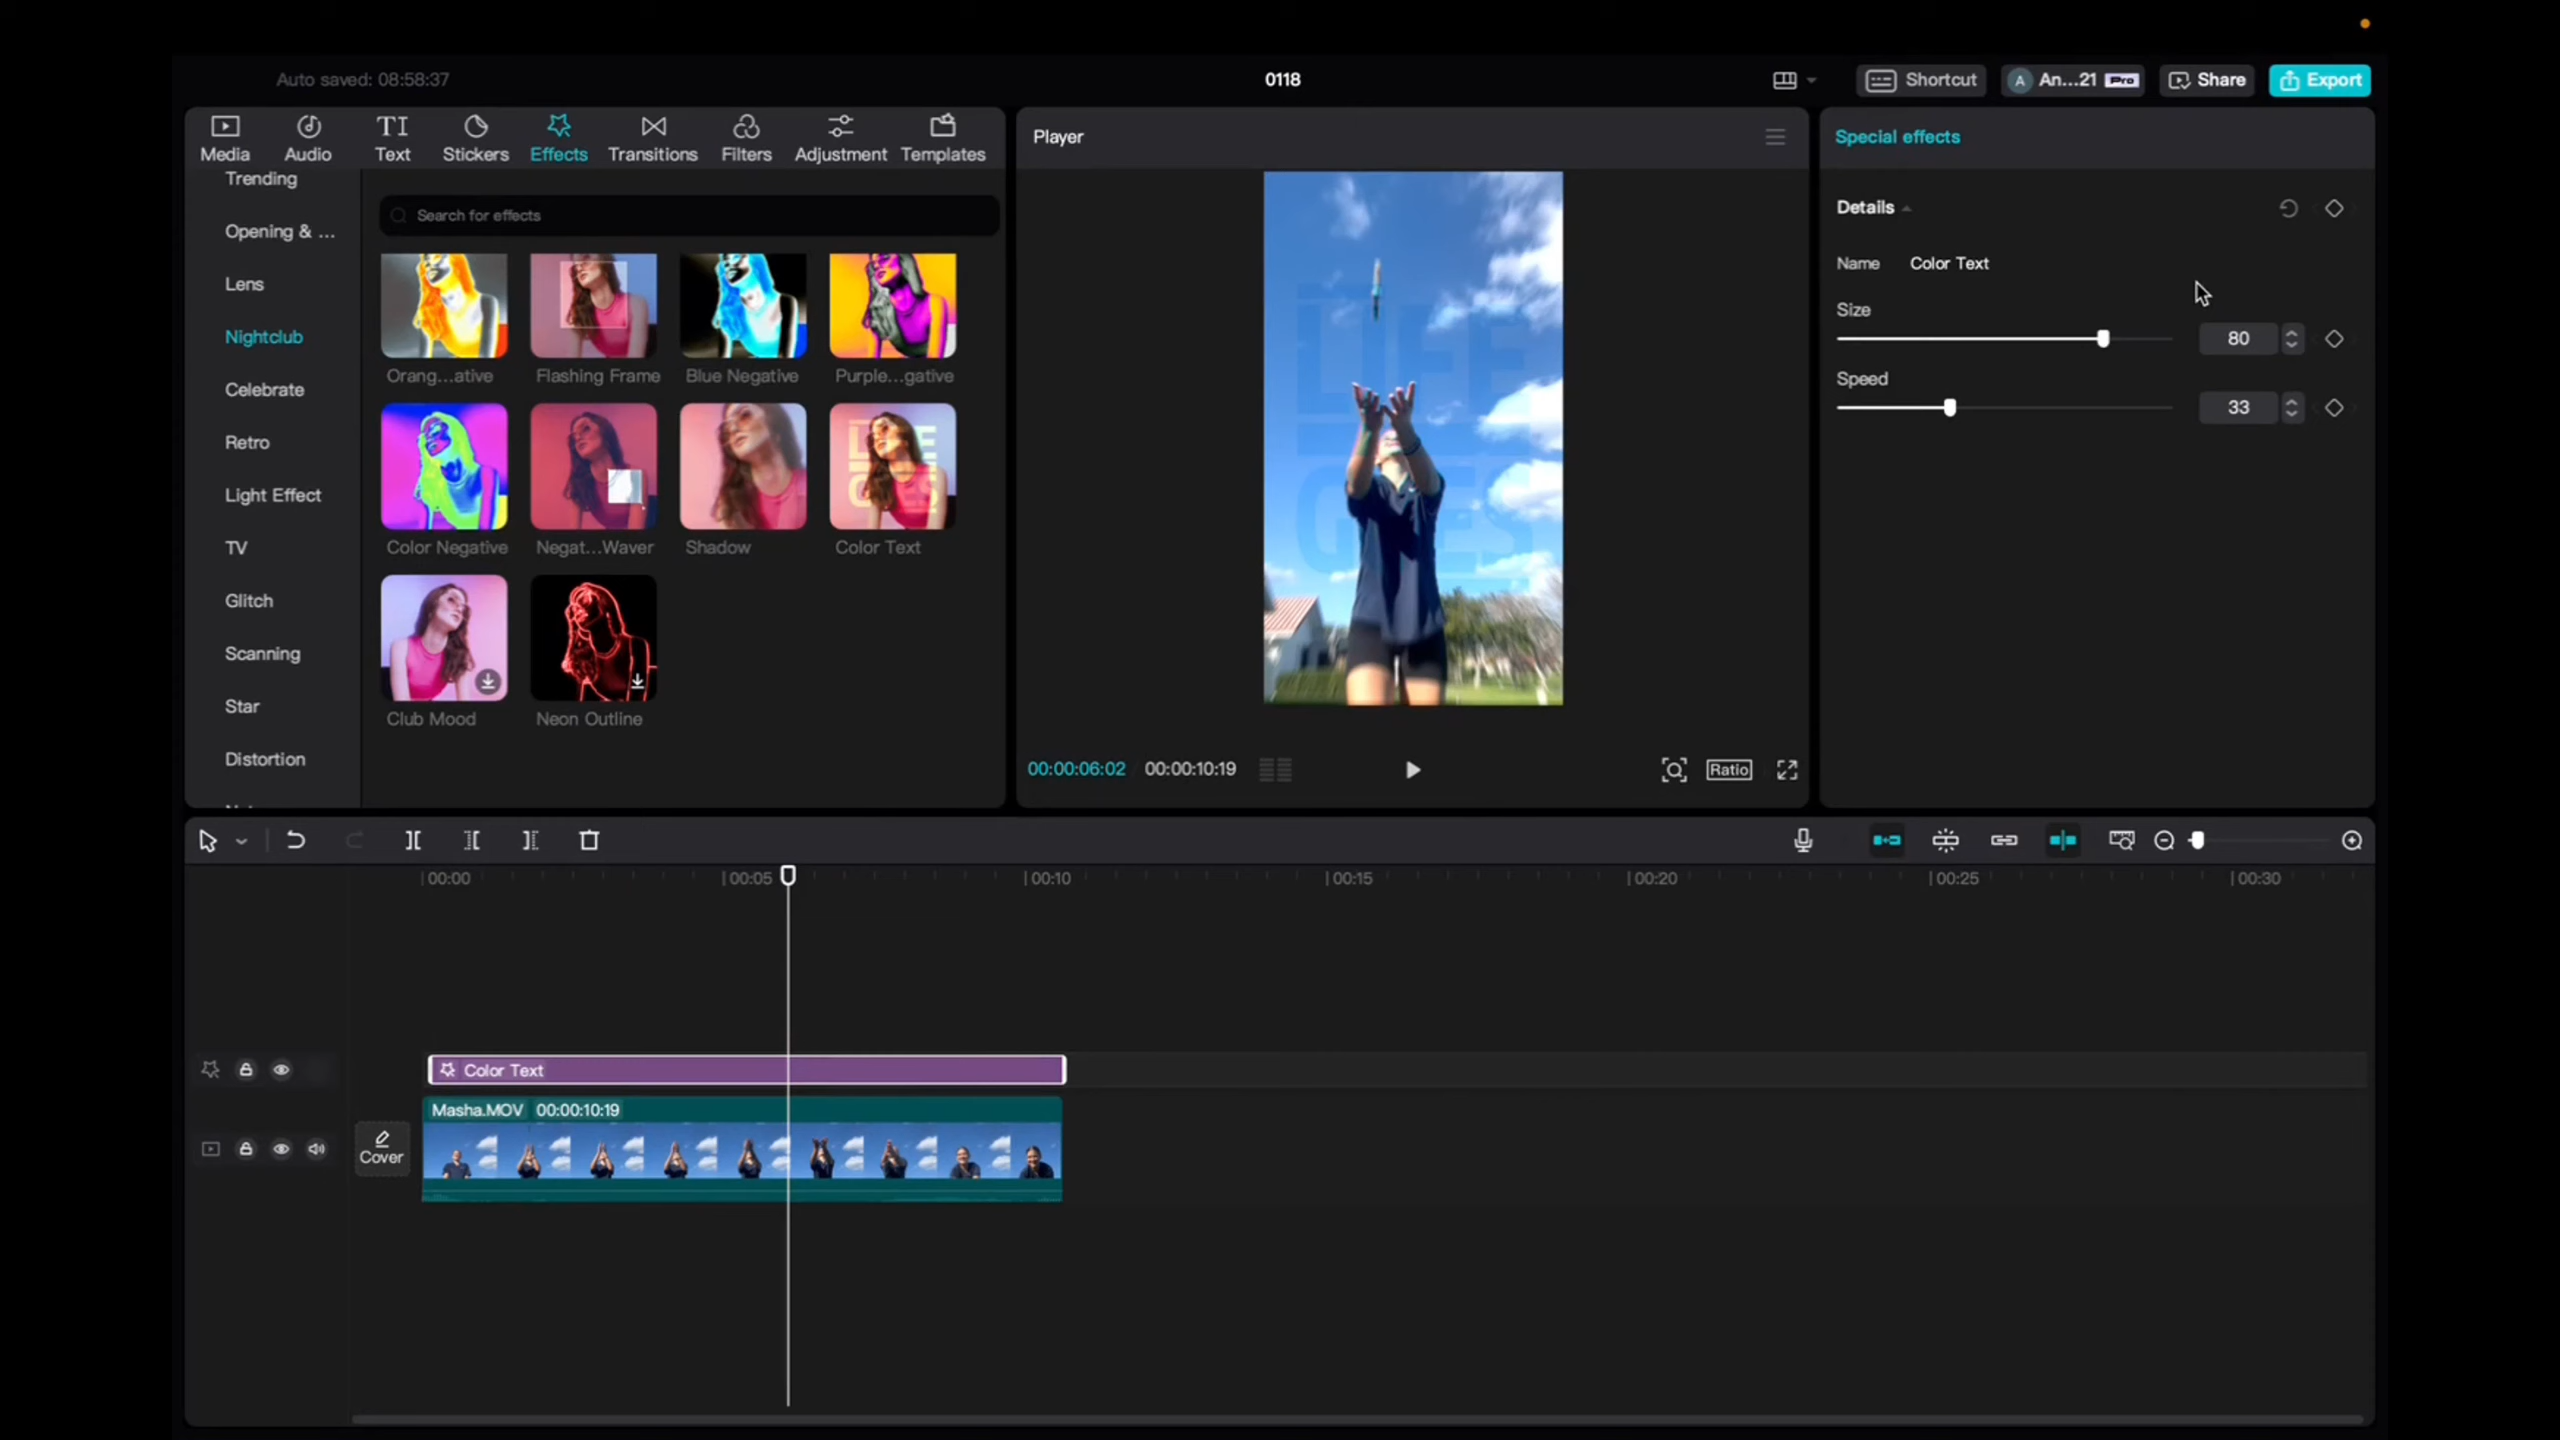 Auto saved: 08:58:37
0118
Shortcut
A An...21 Pro
Share
Export
Media
Audio
TI
Text
Stickers
Effects
Transitions
Filters
Adjustment
Templates
Trending
Opening & ...
Lens
Nightclub
Celebrate
Retro
Light Effect
TV
Glitch
Scanning
Star
Distortion
Search for effects
Orang...ative
Flashing Frame
Blue Negative
Purple...gative
Color Negative
Negat...Waver
Shadow
Color Text
Club Mood
Neon Outline
Player
LIFE
GOES
00:00:06:02
00:00:10:19
Ratio
Special effects
Details
Name Color Text
Size
80
Speed
33
00:00
00:05
00:10
00:15
00:20
00:25
00:30
Color Text
Masha.MOV 00:00:10:19
Cover